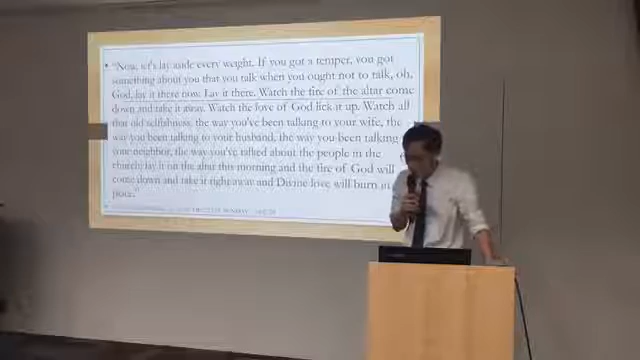 "Now, let's lay aside every weight. If you got a temper, you got
something about you that you talk when you ought not to talk, oh,
God, lay it there now. Lay it there. Watch the fire of the altar come
down and take it away. Watch the love of God lick it up. Watch all
that old selfishness, the way you've been talking to your wife, the
way you been talking to your husband, the way you been talking
your neighbor, the way you've talked about the people in the
church; lay it on the altar this morning and the fire of God will
come down and take it right away and Divine love will burn in
place."